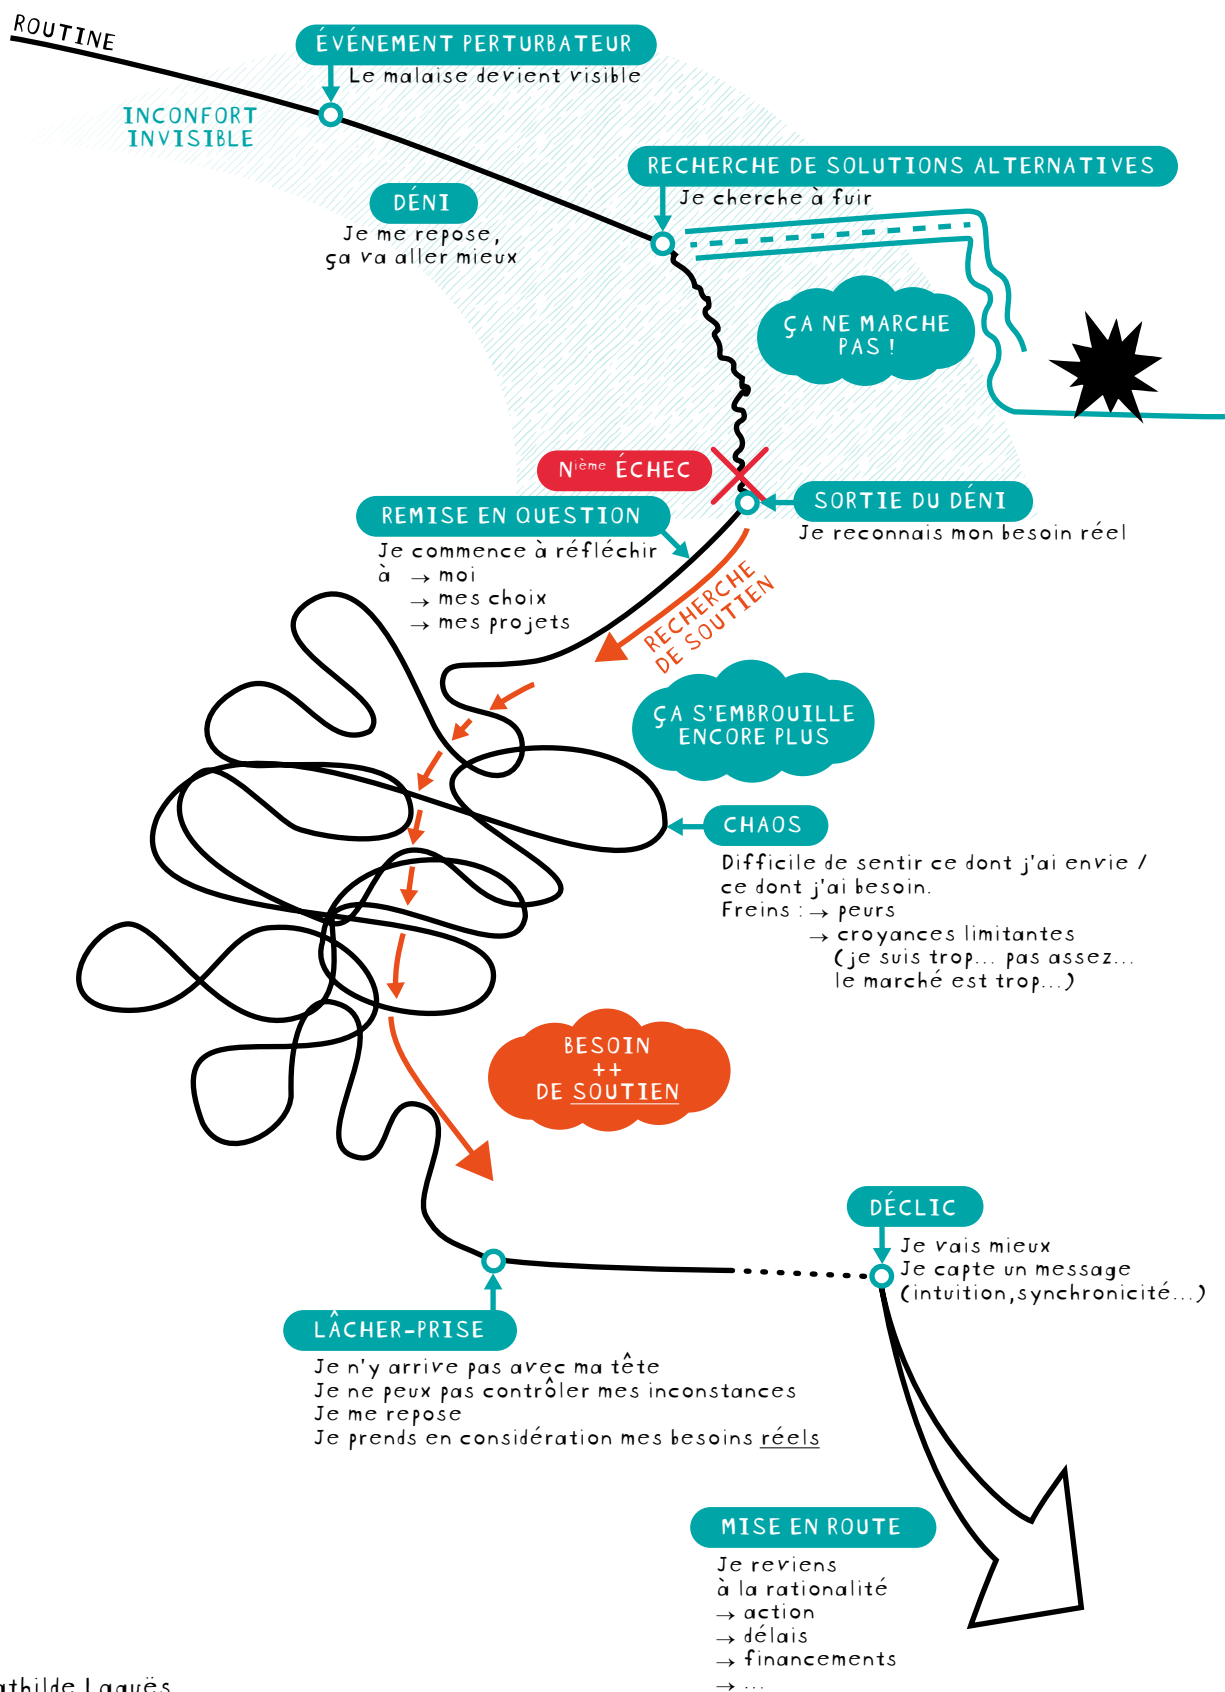 ROUTINE
ÉVÉNEMENT PERTURBATEUR
Le malaise devient visible
INCONFORT
INVISIBLE
RECHERCHE DE SOLUTIONS ALTERNATIVES
Je cherche à fuir
DÉNI
Je me repose,
ça va aller mieux
ÇA NE MARCHE
PAS !
Nième ÉCHEC
SORTIE DU DÉNI
Je reconnais mon besoin réel
REMISE EN QUESTION
Je commence à réfléchir
à → moi
→ mes choix
→ mes projets
RECHERCHE
DE SOUTIEN
ÇA S'EMBROUILLE
ENCORE PLUS
CHAOS
Difficile de sentir ce dont j'ai envie /
ce dont j'ai besoin.
Freins : → peurs
→ croyances limitantes
(je suis trop... pas assez...
le marché est trop...)
BESOIN
++
DE SOUTIEN
DÉCLIC
Je vais mieux
Je capte un message
(intuition,synchronicité...)
LÂCHER-PRISE
Je n'y arrive pas avec ma tête
Je ne peux pas contrôler mes inconstances
Je me repose
Je prends en considération mes besoins réels
MISE EN ROUTE
Je reviens
à la rationalité
→ action
→ délais
→ financements
→ ...
athilde Laguës